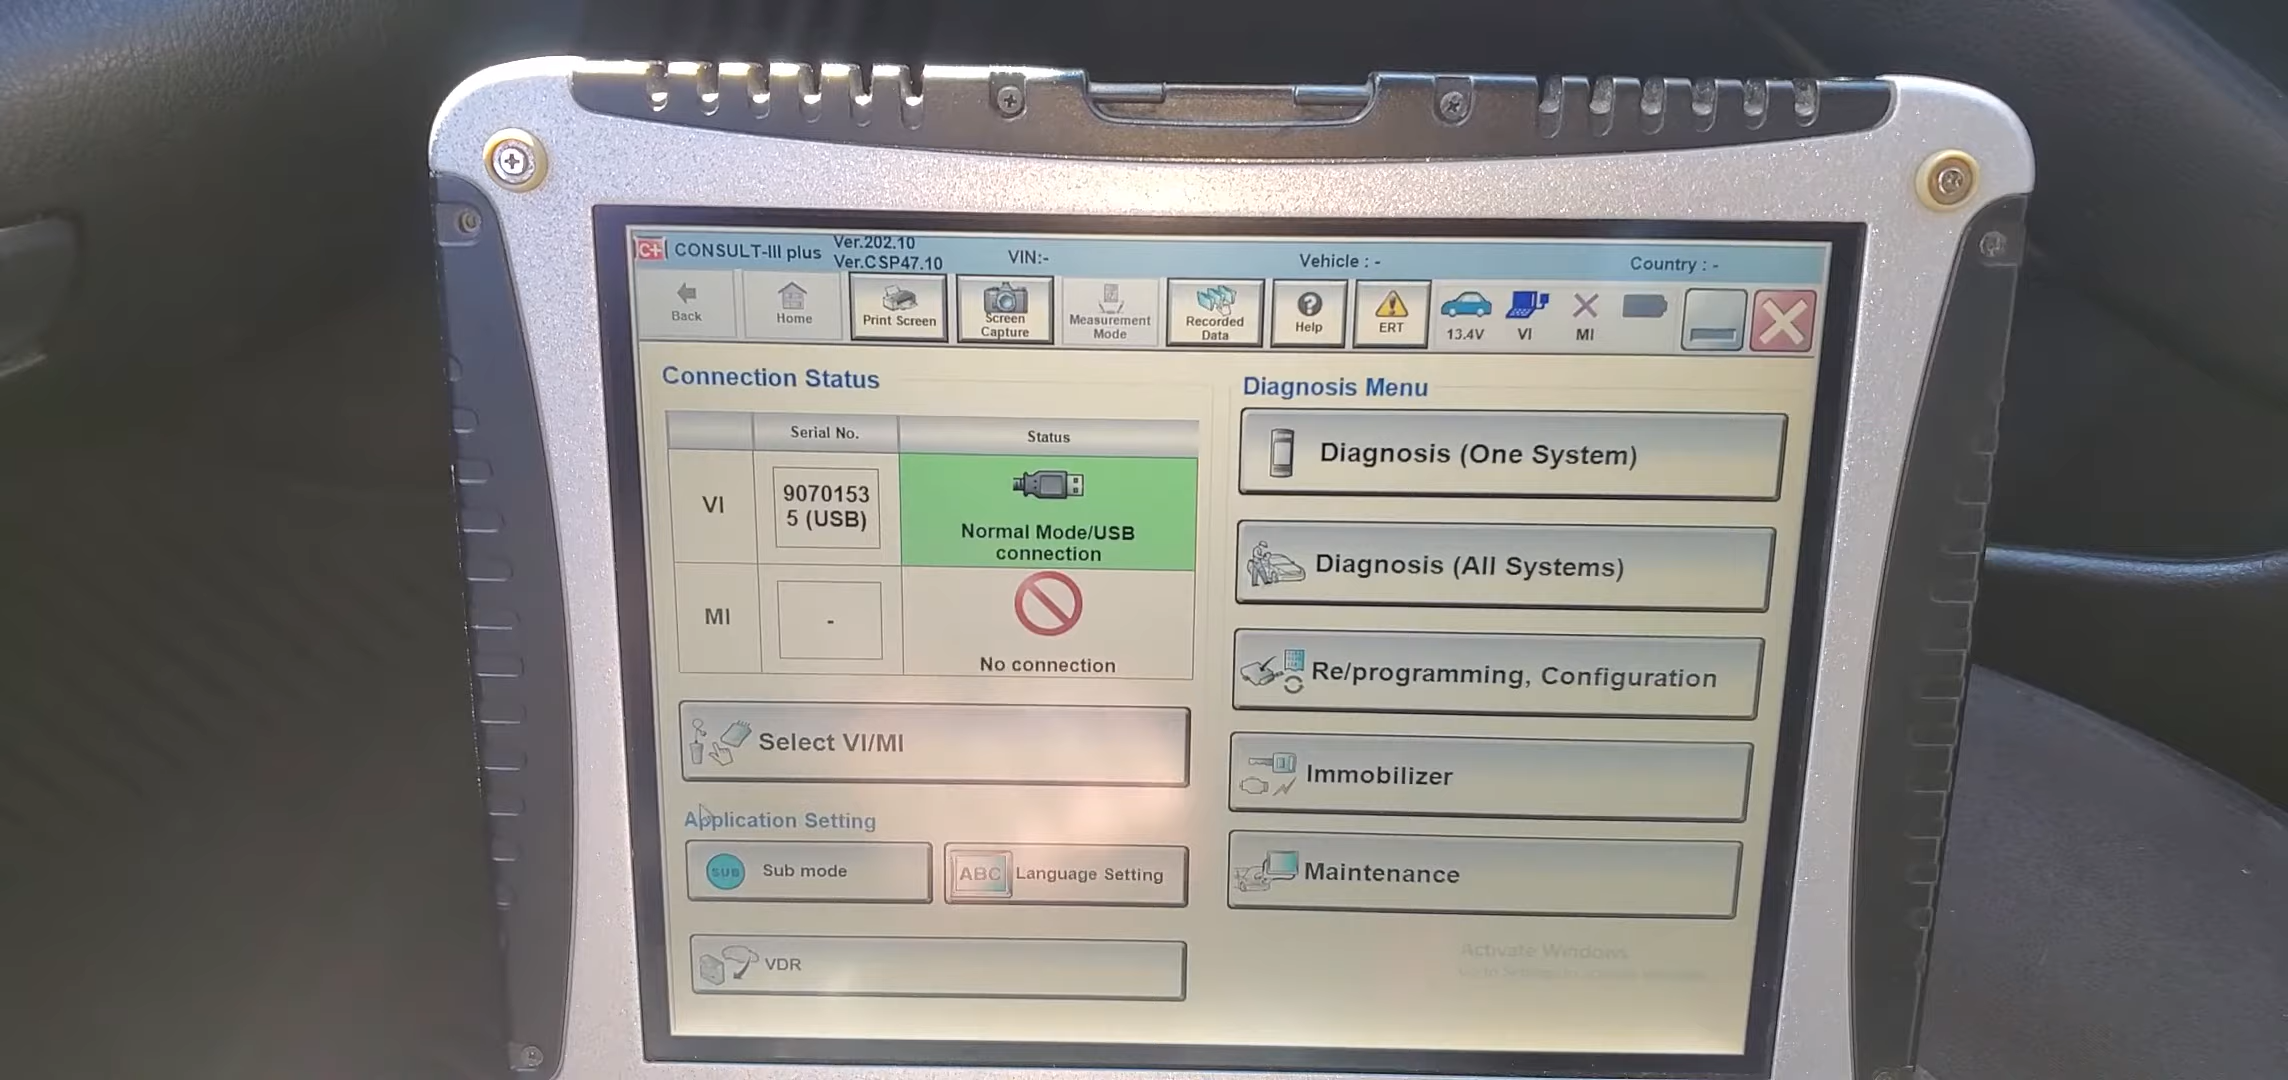 C+ CONSULT-III plus
Ver.202.10
Ver.CSP47.10
VIN:-
Vehicle : -
Country : -
Back
Home
Print Screen
Screen
Capture
Measurement
Mode
Recorded
Data
Help
ERT
13.4V
VI
MI
Connection Status
Serial No.
Status
VI
9070153
5 (USB)
Normal Mode/USB
connection
MI
-
No connection
Select VI/MI
Application Setting
SUB
Sub mode
ABC
Language Setting
VDR
Diagnosis Menu
Diagnosis (One System)
Diagnosis (All Systems)
Re/programming, Configuration
Immobilizer
Maintenance
Activate Windows